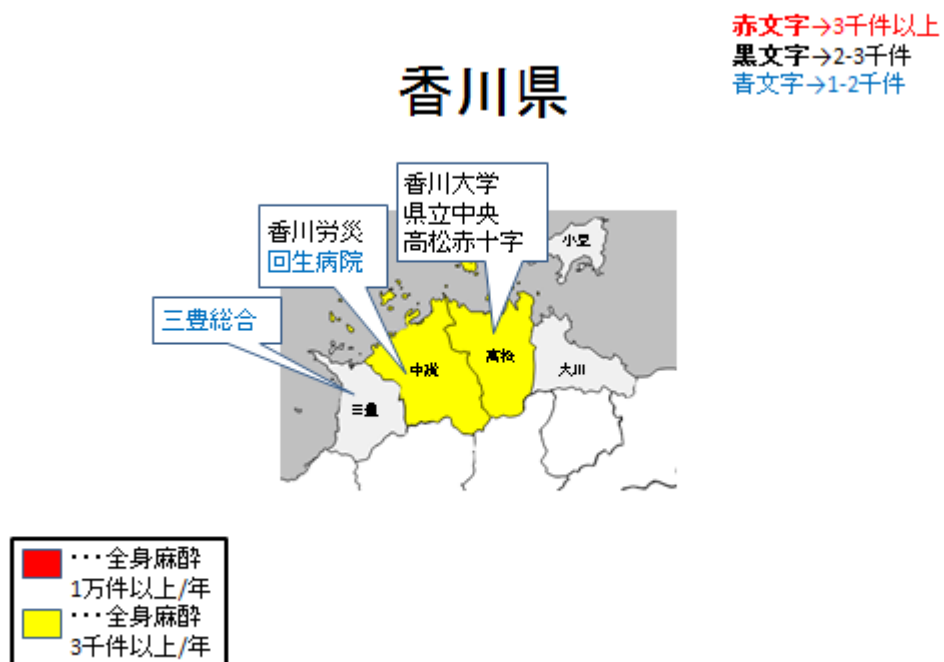 赤文字→3千件以上
黒文字→2-3千件
青文字→1-2千件
香川県
香川大学
県立中央
高松赤十字
香川労災
回生病院
三豊総合
小豆
高松
中讃
大川
三豊
・・・全身麻酔
1万件以上/年
・・・全身麻酔
3千件以上/年